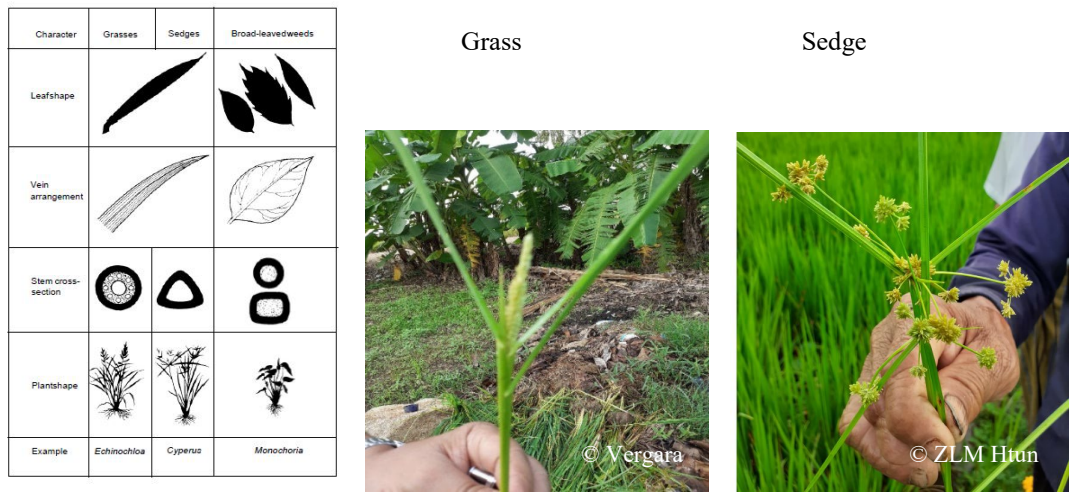 Character Grasses Sedges Broad-leavedweeds
Leafshape
Vein
arrangement
Stem cross-
section
Plantshape
Example Echinochloa Cyperus Monochoria
Grass
Sedge
© Vergara
© ZLM Htun